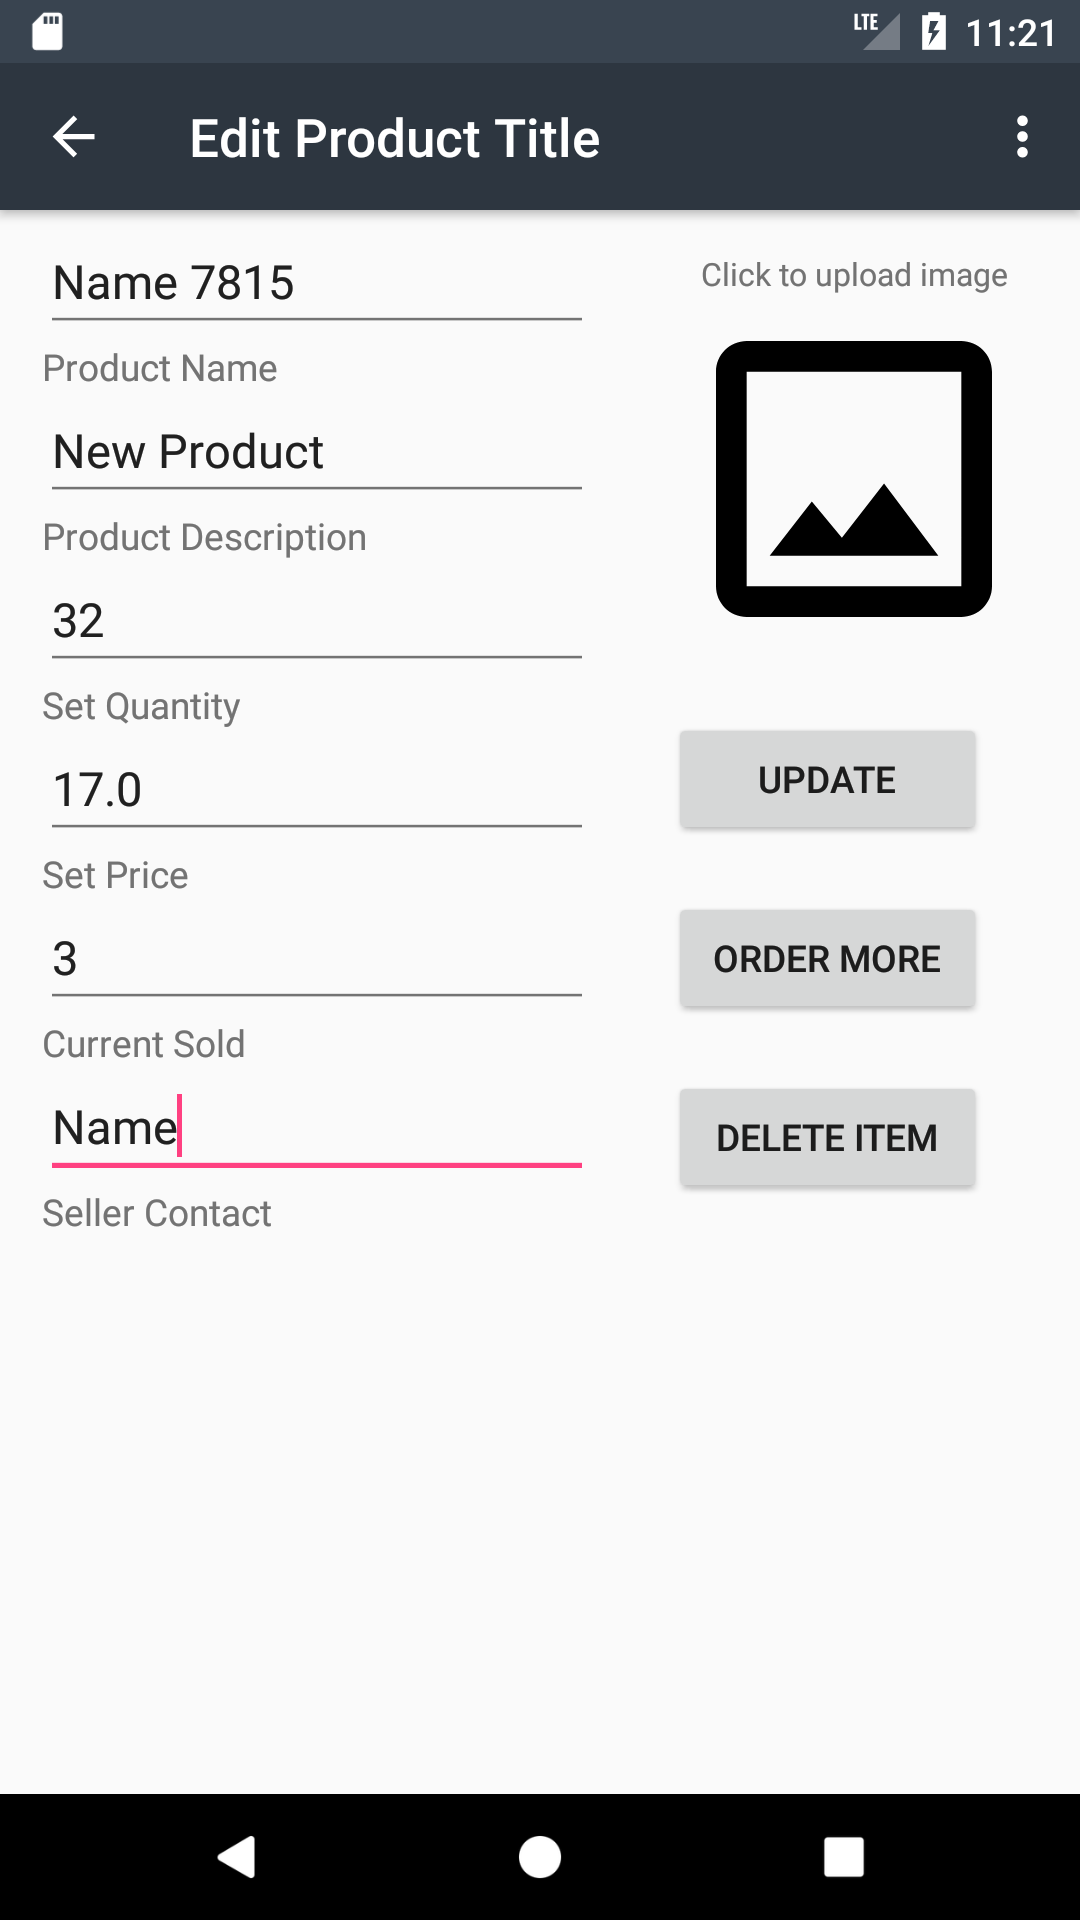 LTE 11:21
Edit Product Title
Name 7815
Click to upload image
Product Name
New Product
Product Description
32
Set Quantity
17.0
UPDATE
Set Price
3
ORDER MORE
Current Sold
Name
DELETE ITEM
Seller Contact